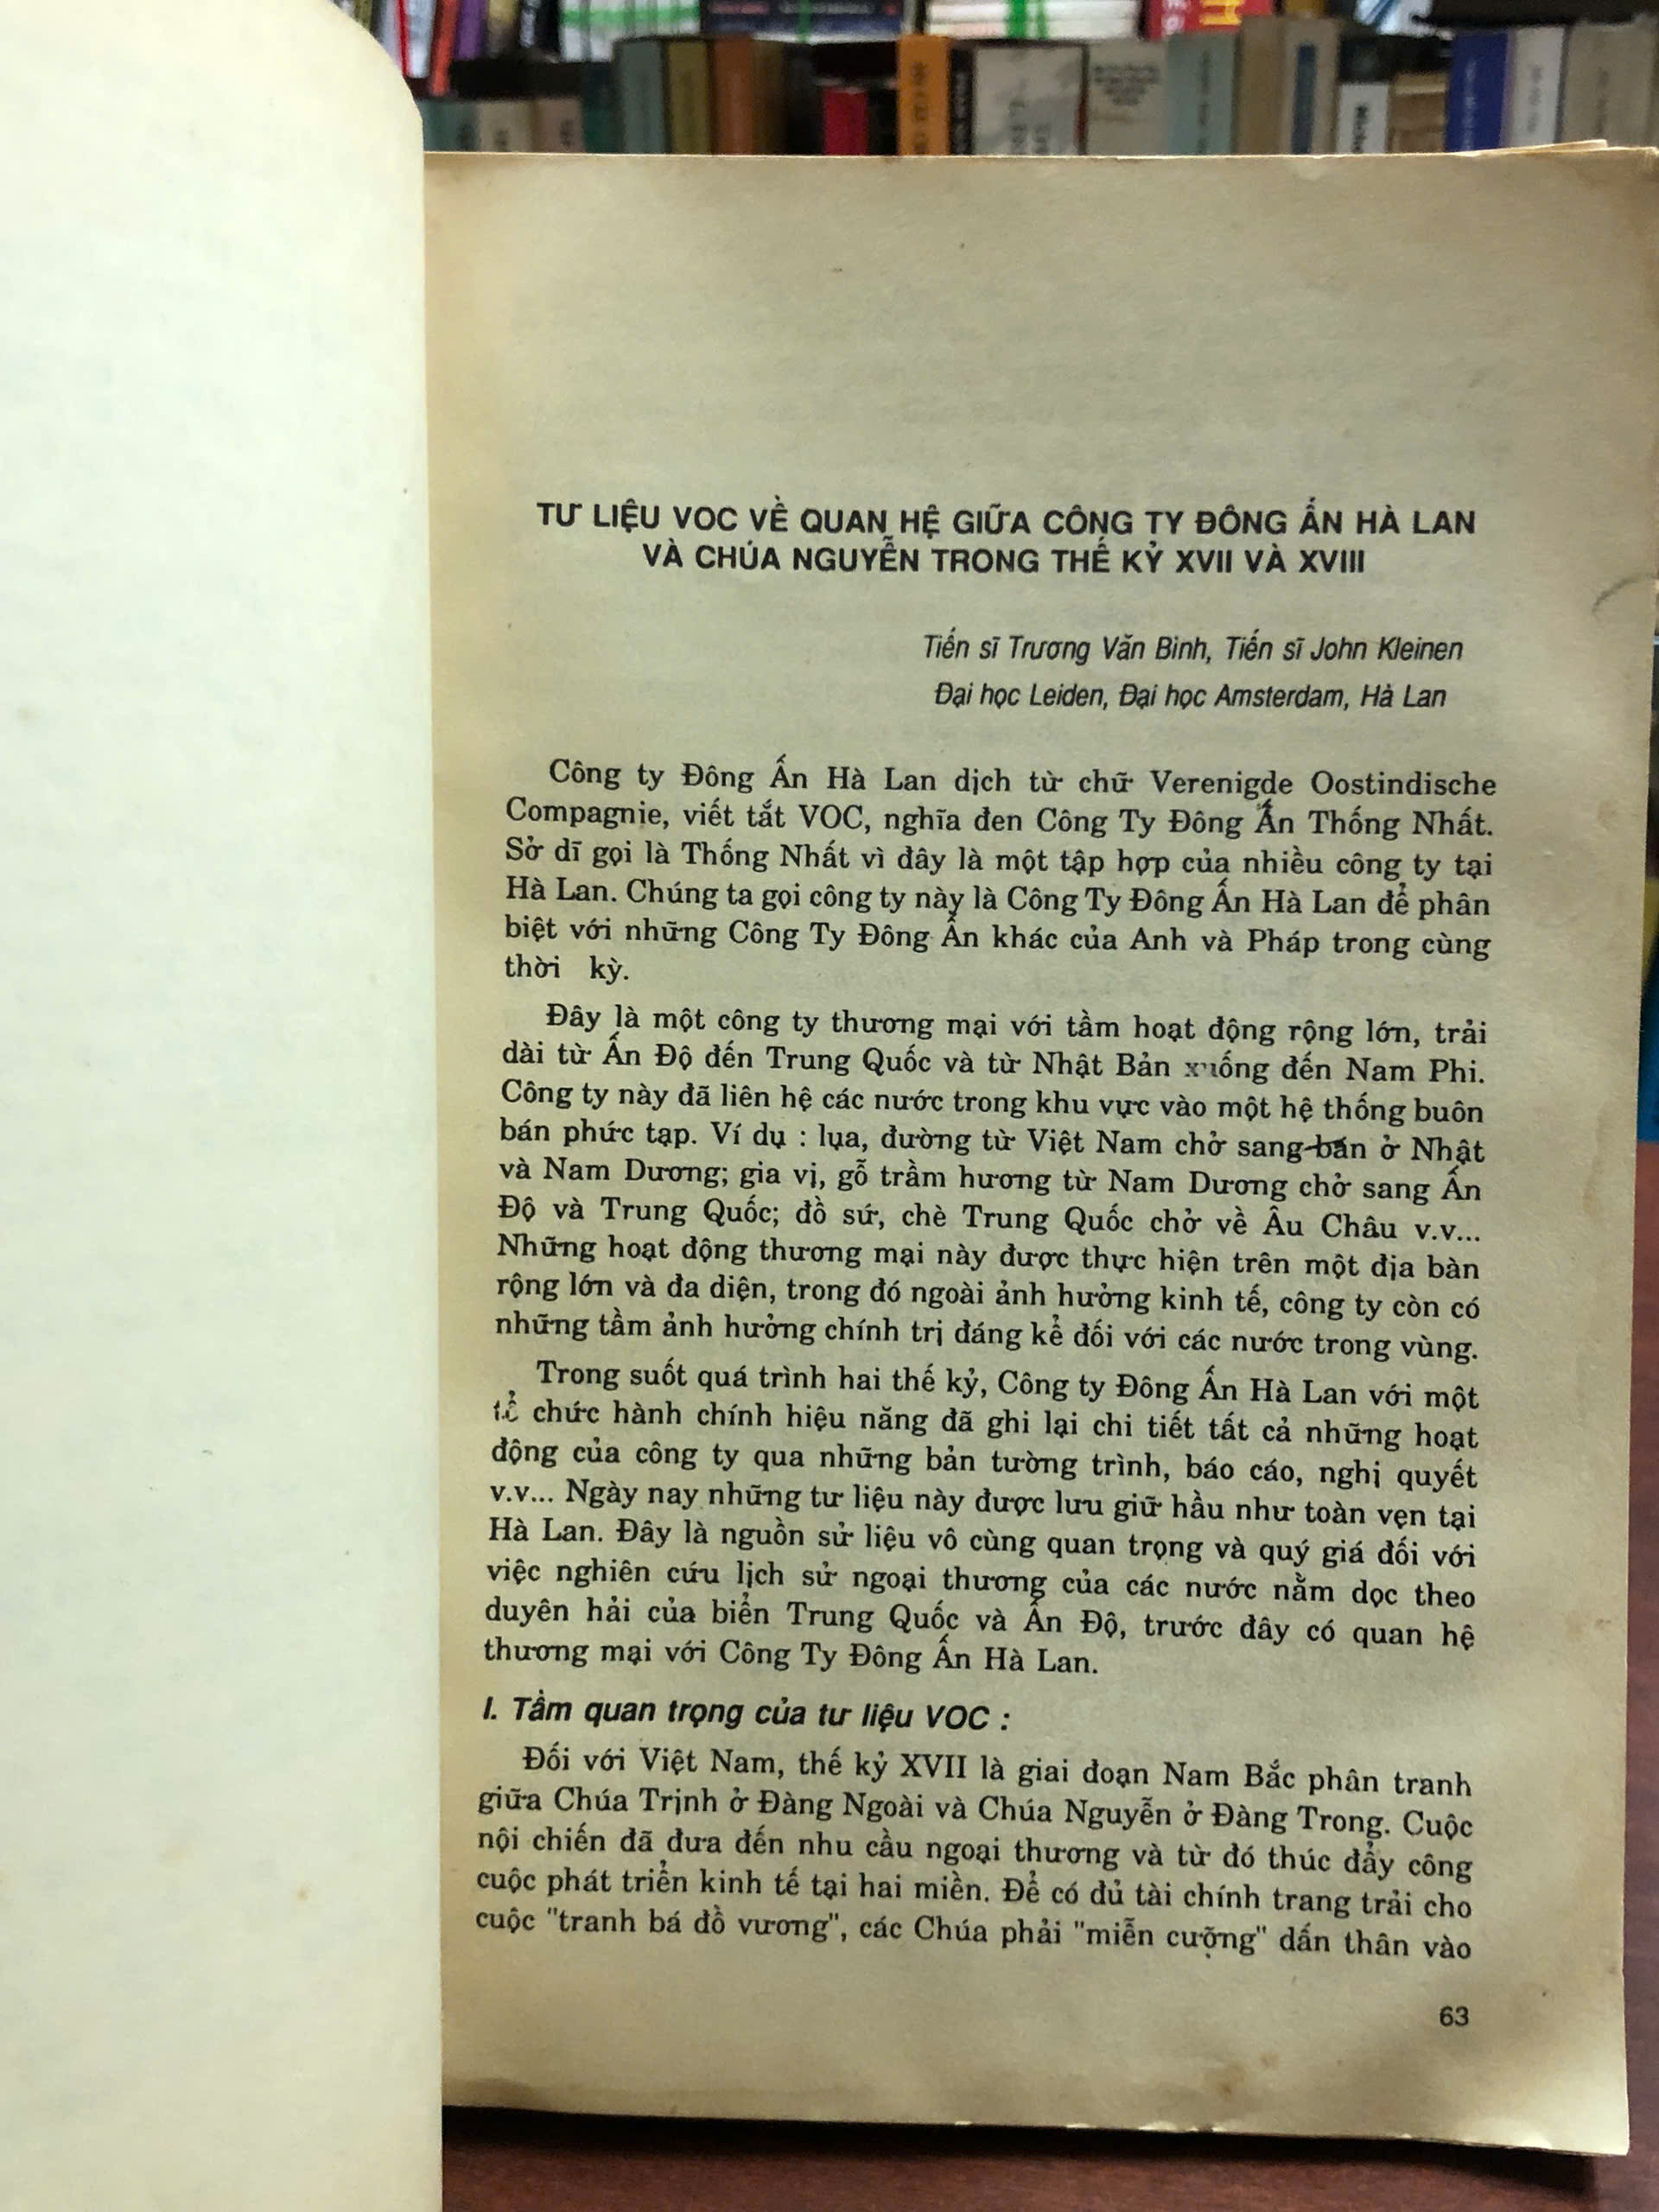 TƯ LIỆU VOC VỀ QUAN HỆ GIỮA CÔNG TY ĐÔNG ẤN HÀ LAN
VÀ CHÚA NGUYỄN TRONG THẾ KỶ XVII VÀ XVIII
Tiến sĩ Trương Văn Bình, Tiến sĩ John Kleinen
Đại học Leiden, Đại học Amsterdam, Hà Lan
Công ty Đông Ấn Hà Lan dịch từ chữ Verenigde Oostindische
Compagnie, viết tắt VOC, nghĩa đen Công Ty Đông Ấn Thống Nhất.
Sở dĩ gọi là Thống Nhất vì đây là một tập hợp của nhiều công ty tại
Hà Lan. Chúng ta gọi công ty này là Công Ty Đông Ấn Hà Lan để phân
biệt với những Công Ty Đông Ấn khác của Anh và Pháp trong cùng
thời kỳ.
Đây là một công ty thương mại với tầm hoạt động rộng lớn, trải
dài từ Ấn Độ đến Trung Quốc và từ Nhật Bản xuống đến Nam Phi.
Công ty này đã liên hệ các nước trong khu vực vào một hệ thống buôn
bán phức tạp. Ví dụ : lụa, đường từ Việt Nam chở sang bán ở Nhật
và Nam Dương; gia vị, gỗ trầm hương từ Nam Dương chở sang Ấn
Độ và Trung Quốc; đồ sứ, chè Trung Quốc chở về Âu Châu v.v...
Những hoạt động thương mại này được thực hiện trên một địa bàn
rộng lớn và đa diện, trong đó ngoài ảnh hưởng kinh tế, công ty còn có
những tầm ảnh hưởng chính trị đáng kể đối với các nước trong vùng.
Trong suốt quá trình hai thế kỷ, Công ty Đông Ấn Hà Lan với một
tổ chức hành chính hiệu năng đã ghi lại chi tiết tất cả những hoạt
động của công ty qua những bản tường trình, báo cáo, nghị quyết
v.v... Ngày nay những tư liệu này được lưu giữ hầu như toàn vẹn tại
Hà Lan. Đây là nguồn sử liệu vô cùng quan trọng và quý giá đối với
việc nghiên cứu lịch sử ngoại thương của các nước nằm dọc theo
duyên hải của biển Trung Quốc và Ấn Độ, trước đây có quan hệ
thương mại với Công Ty Đông Ấn Hà Lan.
I. Tầm quan trọng của tư liệu VOC :
Đối với Việt Nam, thế kỷ XVII là giai đoạn Nam Bắc phân tranh
giữa Chúa Trịnh ở Đàng Ngoài và Chúa Nguyễn ở Đàng Trong. Cuộc
nội chiến đã đưa đến nhu cầu ngoại thương và từ đó thúc đẩy công
cuộc phát triển kinh tế tại hai miền. Để có đủ tài chính trang trải cho
cuộc "tranh bá đồ vương", các Chúa phải "miễn cưỡng" dấn thân vào
63